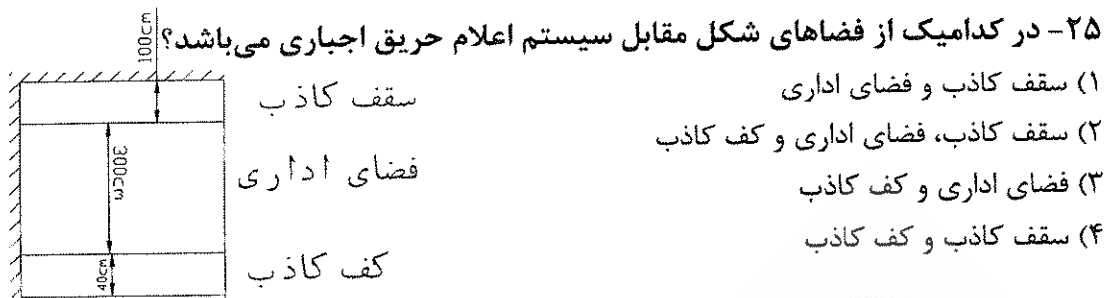 ۲۵- در کدامیک از فضاهای شکل مقابل سیستم اعلام حریق اجباری می‌باشد؟
۱) سقف کاذب و فضای اداری
۲) سقف کاذب، فضای اداری و کف کاذب
۳) فضای اداری و کف کاذب
۴) سقف کاذب و کف کاذب
100cm
سقف کاذب
300cm
فضای اداری
40cm
کف کاذب